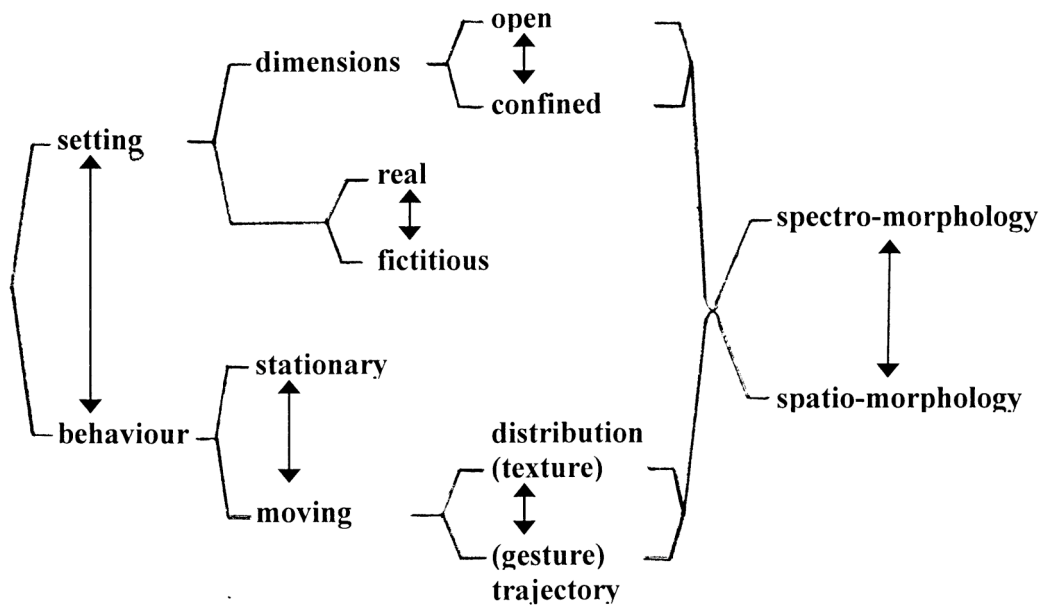 open
dimensions
confined
setting
real
fictitious
spectro-morphology
stationary
spatio-morphology
behaviour
distribution
(texture)
moving
(gesture)
trajectory